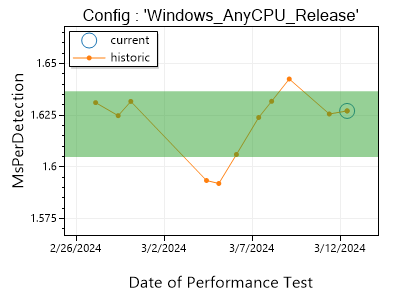 Config : 'Windows_AnyCPU_Release'
current
historic
MsPerDetection
1.65
1.625
1.6
1.575
2/26/2024
3/2/2024
3/7/2024
3/12/2024
Date of Performance Test